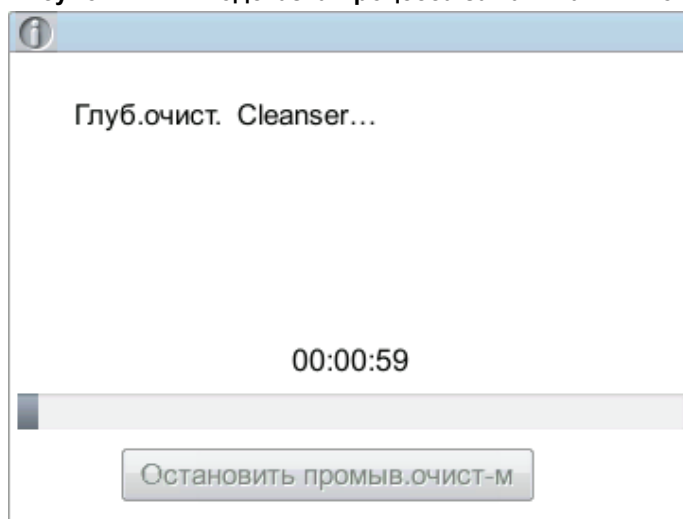 Глуб.очист. Cleanser...
00:00:59
Остановить промыв.очист-м